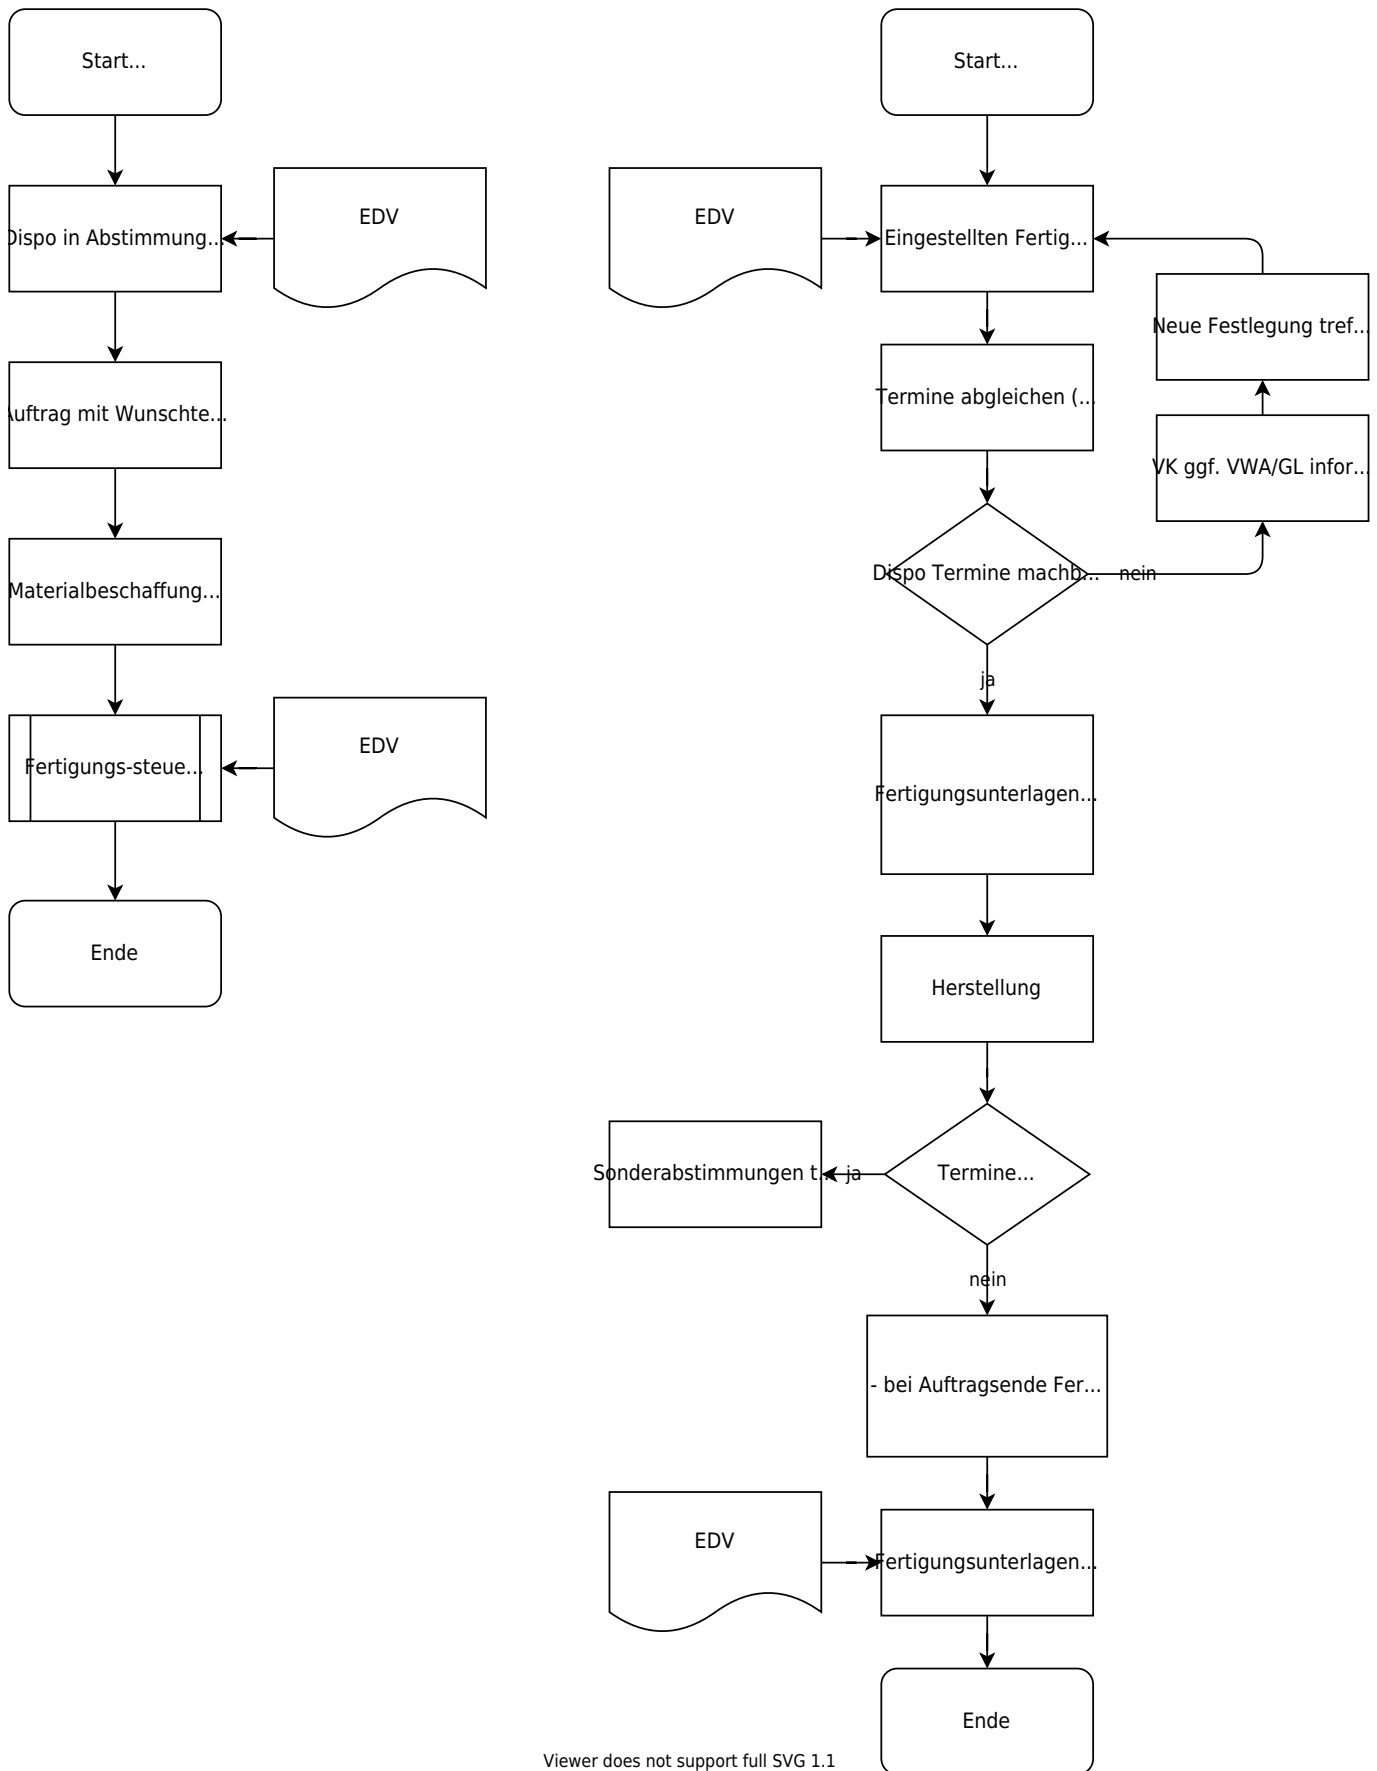 Start...
Dispo in Abstimmung...
EDV
Auftrag mit Wunschte...
Materialbeschaffung...
Fertigungs-steue...
EDV
Ende
Start...
EDV
Eingestellten Fertig...
Neue Festlegung tref...
Termine abgleichen (...
VK ggf. VWA/GL infor...
Dispo Termine machb...
nein
ja
Fertigungsunterlagen...
Herstellung
Sonderabstimmungen t...
ja
Termine...
nein
- bei Auftragsende Fer...
EDV
Fertigungsunterlagen...
Ende
Viewer does not support full SVG 1.1